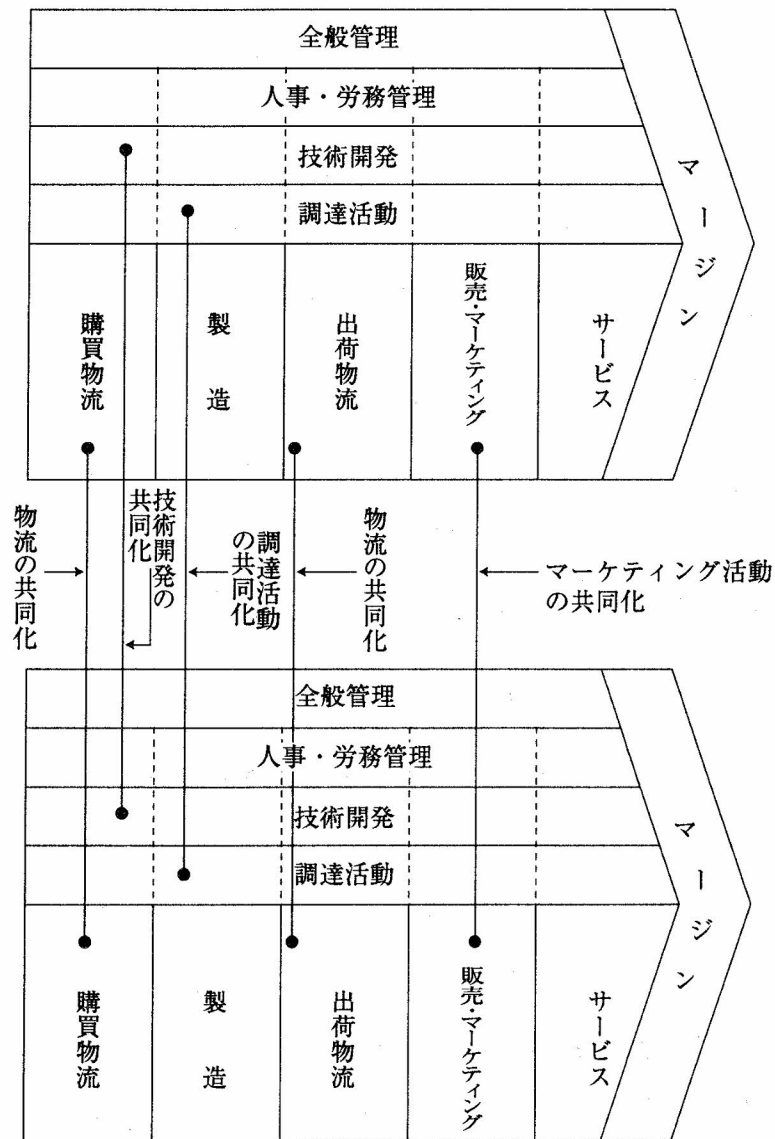 全般管理
人事・労務管理
技術開発
調達活動
購買物流
製造
出荷物流
販売・マーケティング
サービス
マージン
物流の共同化
技術開発の
共同化
調達活動
の共同化
物流の共同化
マーケティング活動
の共同化
全般管理
人事・労務管理
技術開発
調達活動
購買物流
製造
出荷物流
販売・マーケティング
サービス
マージン